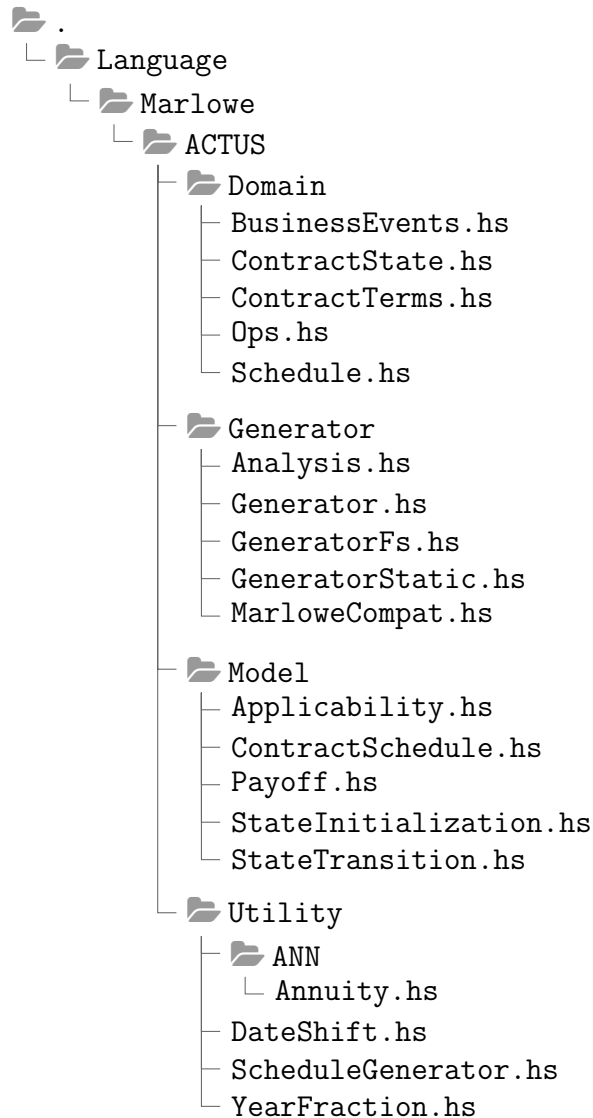 .
Language
Marlowe
ACTUS
Domain
BusinessEvents.hs
ContractState.hs
ContractTerms.hs
Ops.hs
Schedule.hs
Generator
Analysis.hs
Generator.hs
GeneratorFs.hs
GeneratorStatic.hs
MarloweCompat.hs
Model
Applicability.hs
ContractSchedule.hs
Payoff.hs
StateInitialization.hs
StateTransition.hs
Utility
ANN
Annuity.hs
DateShift.hs
ScheduleGenerator.hs
YearFraction.hs